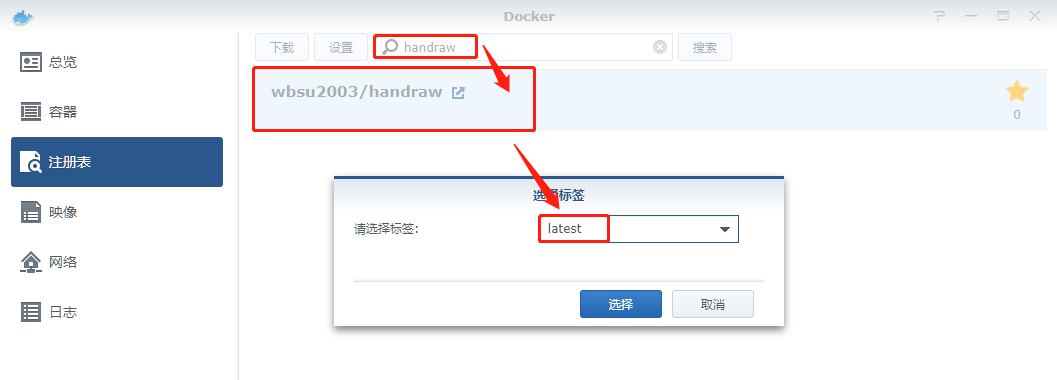 Docker
总览
容器
注册表
映像
网络
日志
下载 设置 handraw 搜索
wbsu2003/handraw
0
选择标签
请选择标签: latest
选择 取消